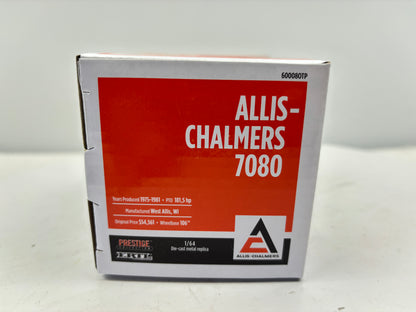 600080TP
ALLIS-
CHALMERS
7080
Years Produced 1975-1981 • PTO 181.5 hp
Manufactured West Allis, WI
Original Price $54,561 • Wheelbase 106"
PRESTIGE
COLLECTION
ERTL
1/64
Die-cast metal replica
A
ALLIS-CHALMERS